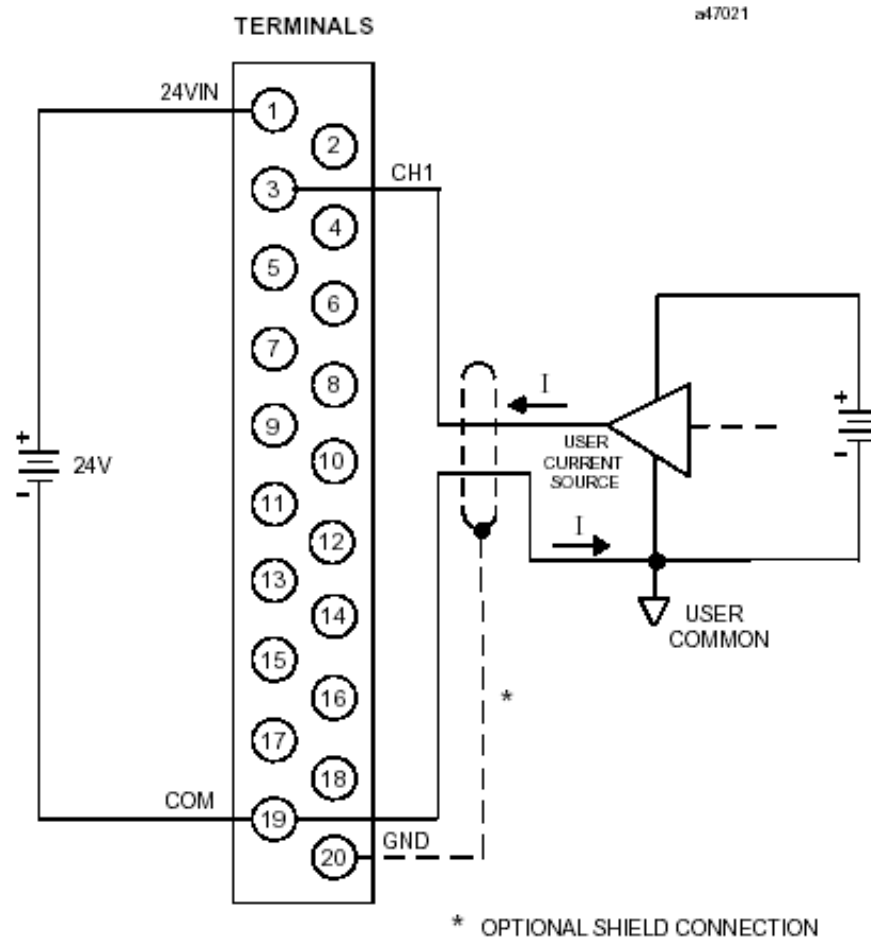 a47021
TERMINALS
24VIN
1
2
3
CH1
4
5
6
7
8
I
+
9
USER
CURRENT
SOURCE
-
+
24V
-
10
11
12
I
13
14
USER
COMMON
15
16
*
17
18
COM
19
20
GND
* OPTIONAL SHIELD CONNECTION